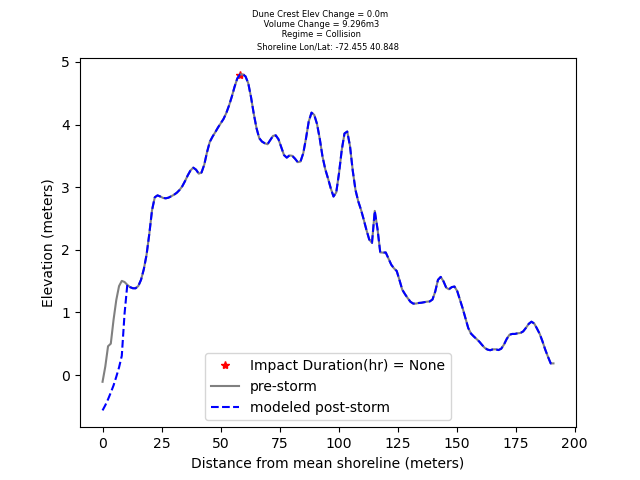 Dune Crest Elev Change = 0.0m
Volume Change = 9.296m3
Regime = Collision
Shoreline Lon/Lat: -72.455 40.848
5
4
3
2
1
0
Elevation (meters)
Impact Duration(hr) = None
pre-storm
modeled post-storm
0 25 50 75 100 125 150 175 200
Distance from mean shoreline (meters)